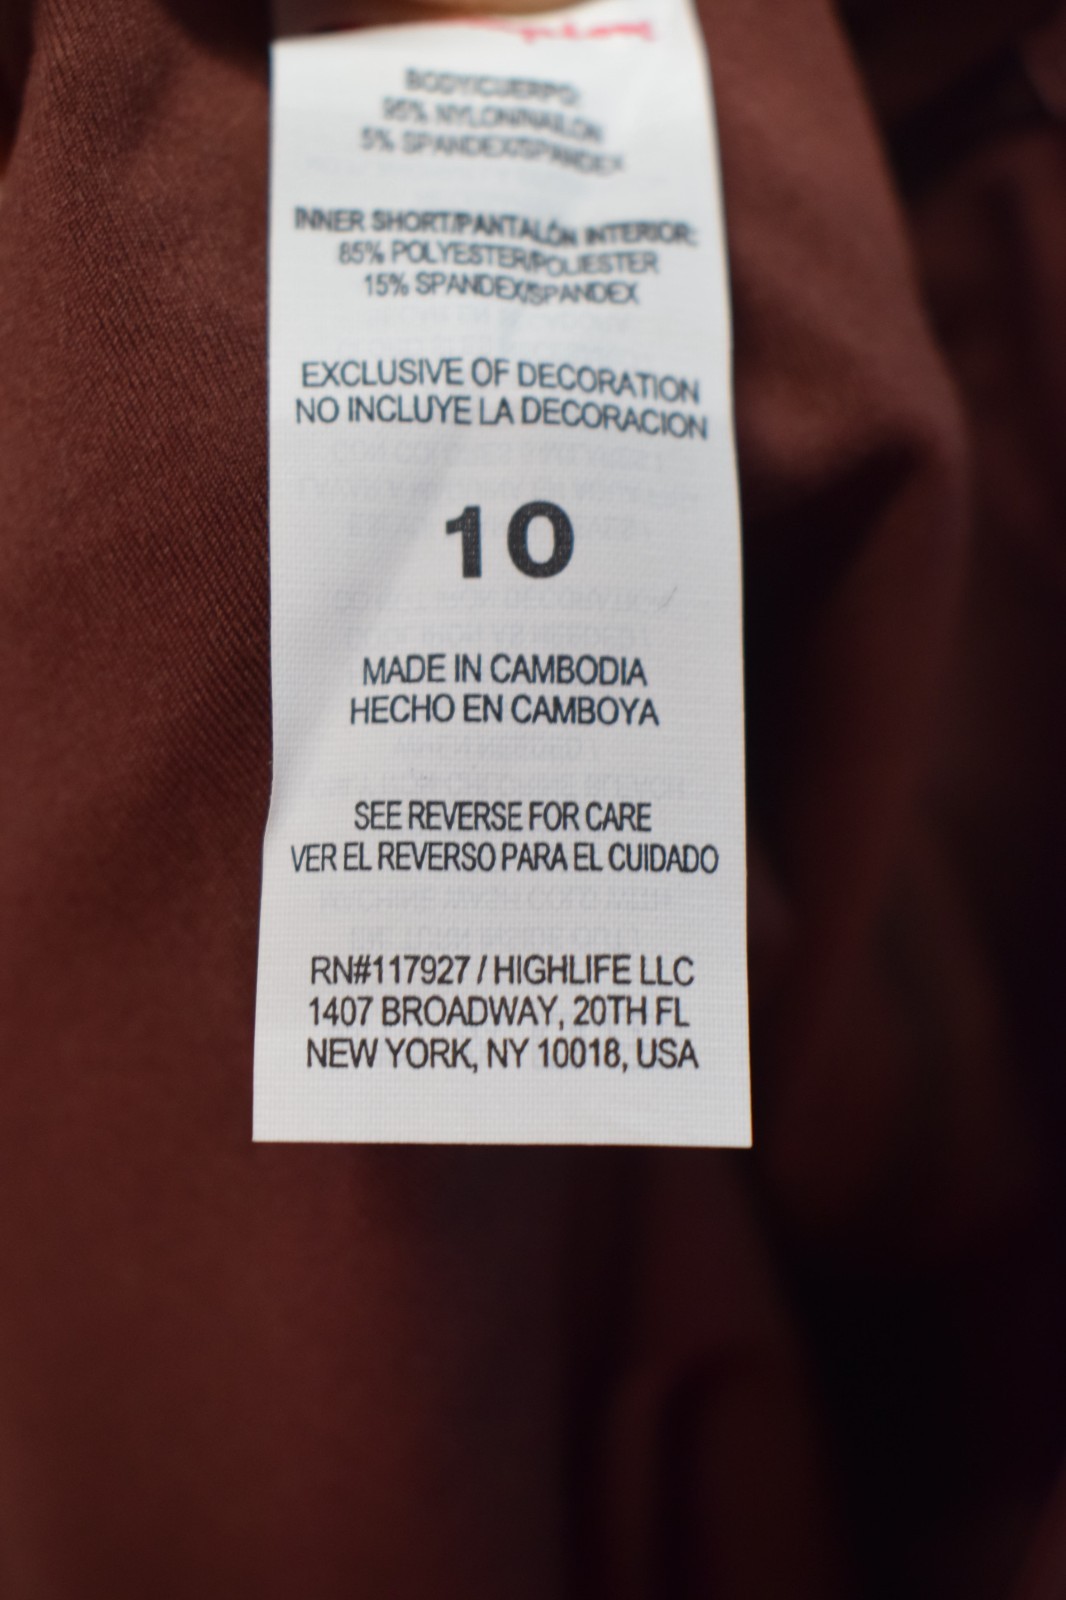 BODY/CUERPO:
95% NYLON/NAILON
5% SPANDEX/SPANDEX
INNER SHORT/PANTALÓN INTERIOR:
85% POLYESTER/POLIESTER
15% SPANDEX/SPANDEX
EXCLUSIVE OF DECORATION
NO INCLUYE LA DECORACION
10
MADE IN CAMBODIA
HECHO EN CAMBOYA
SEE REVERSE FOR CARE
VER EL REVERSO PARA EL CUIDADO
RN#117927 / HIGHLIFE LLC
1407 BROADWAY, 20TH FL
NEW YORK, NY 10018, USA